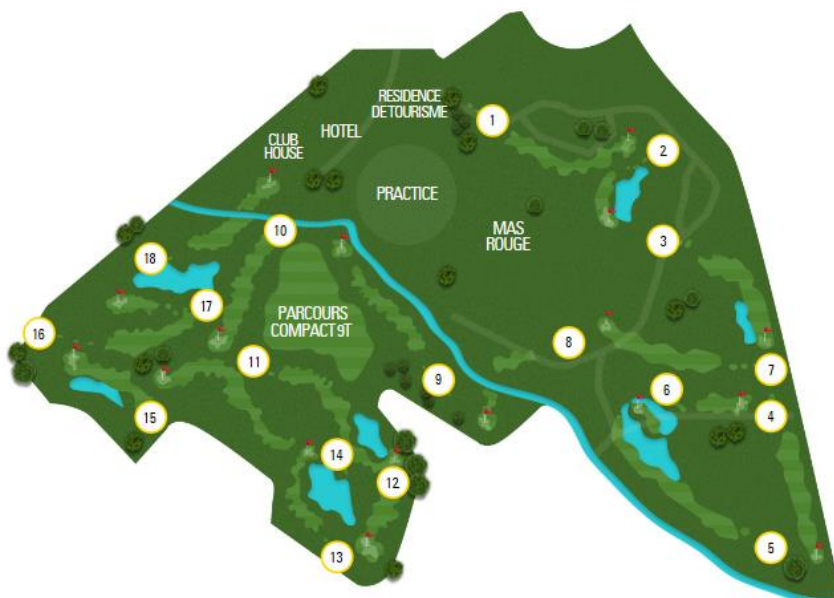 RESIDENCE
DETOURISME
1
HOTEL
CLUB
HOUSE
2
PRACTICE
MAS
ROUGE
10
3
18
17
PARCOURS
COMPACT 9T
16
8
11
7
9
6
15
4
14
12
13
5